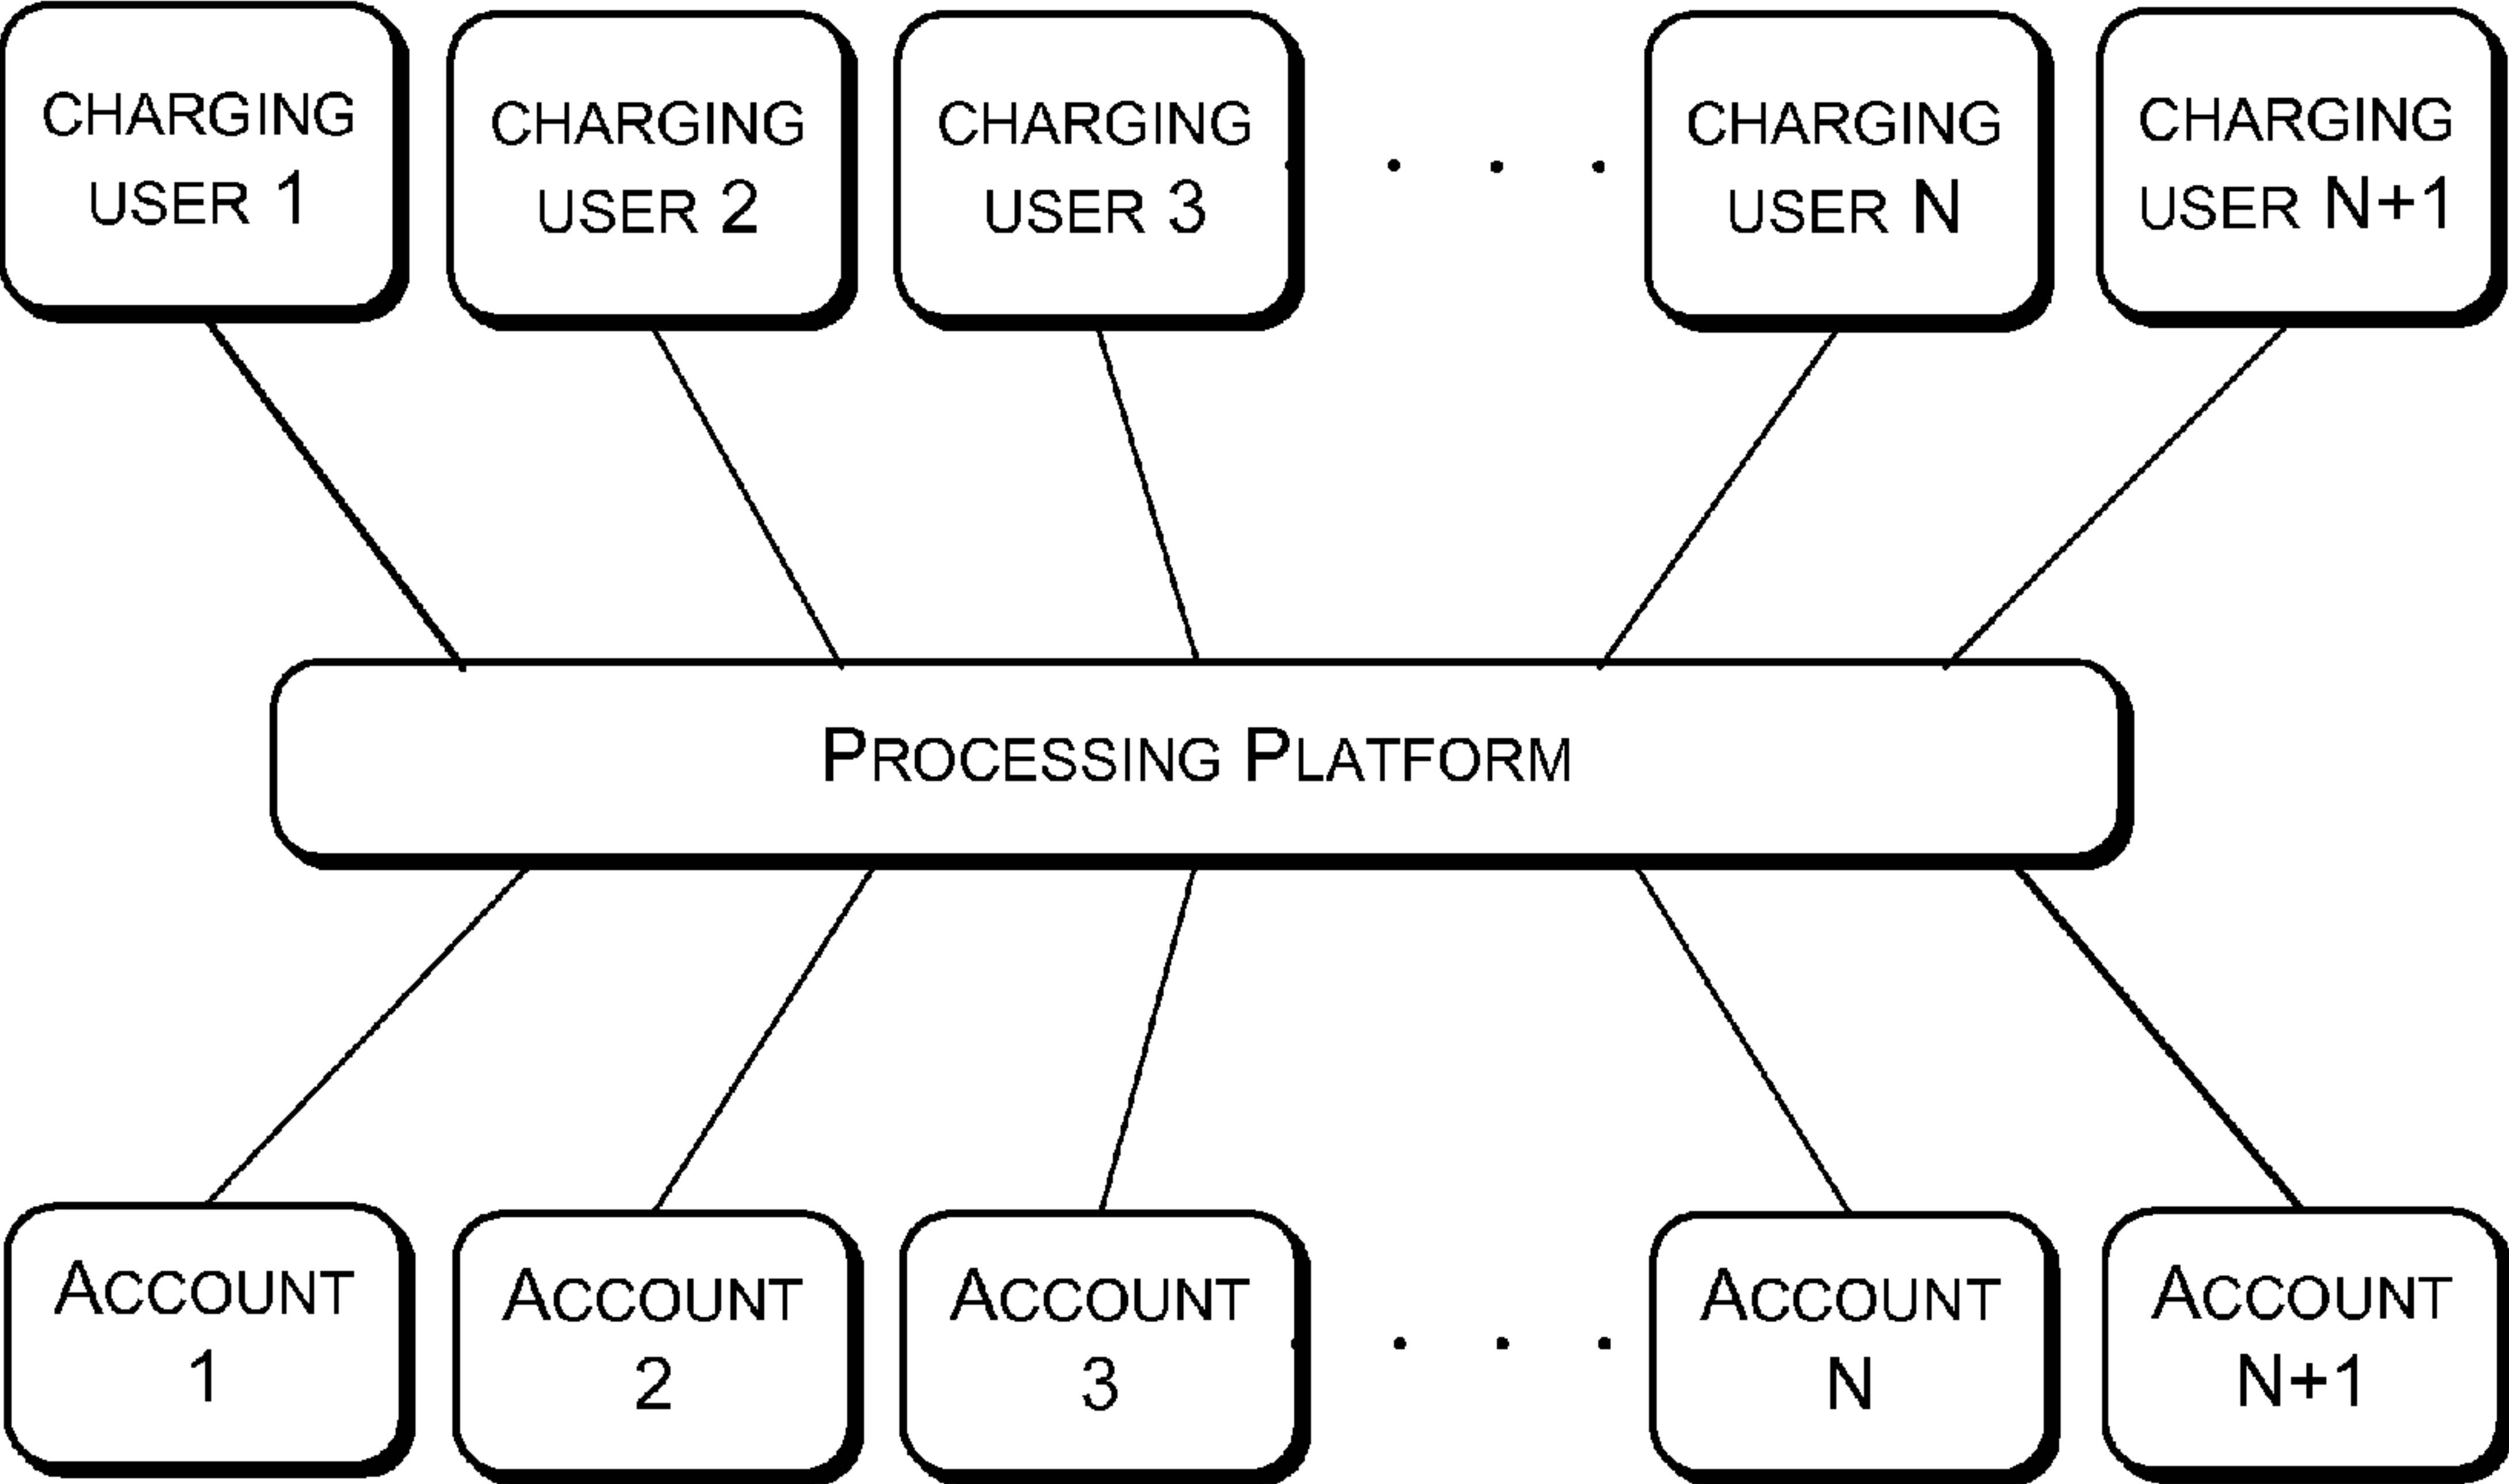 CHARGING
USER 1
CHARGING
USER 2
CHARGING
USER 3
. . . .
CHARGING
USER N
CHARGING
USER N+1
PROCESSING PLATFORM
ACCOUNT
1
ACCOUNT
2
ACCOUNT
3
. . . .
ACCOUNT
N
ACCOUNT
N+1